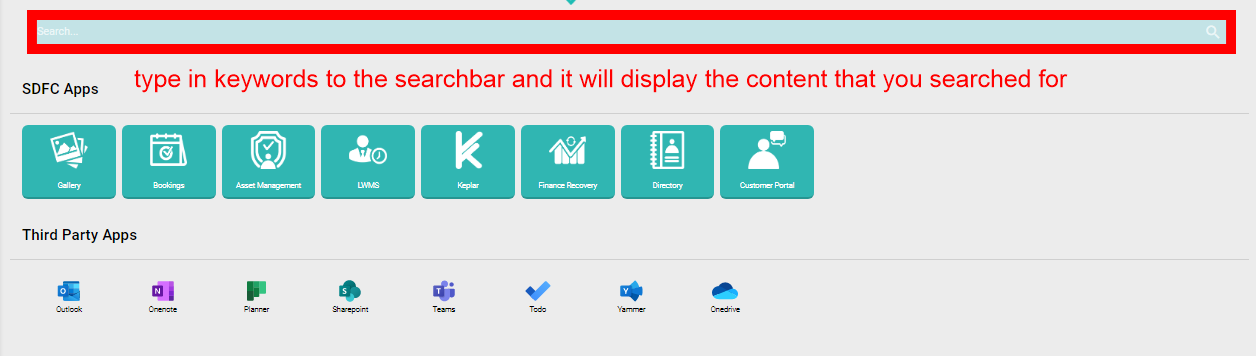 Search...
type in keywords to the searchbar and it will display the content that you searched for
SDFC Apps
Gallery Bookings Asset Management LWMS Keplar Finance Recovery Directory Customer Portal
Third Party Apps
Outlook Onenote Planner Sharepoint Teams Todo Yammer Onedrive